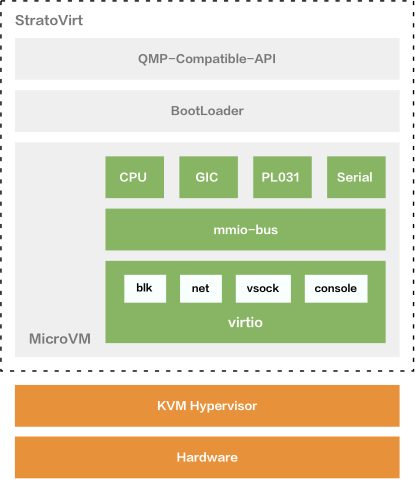 StratoVirt
QMP-Compatible-API
BootLoader
CPU GIC PL031 Serial
mmio-bus
blk net vsock console
virtio
MicroVM
KVM Hypervisor
Hardware